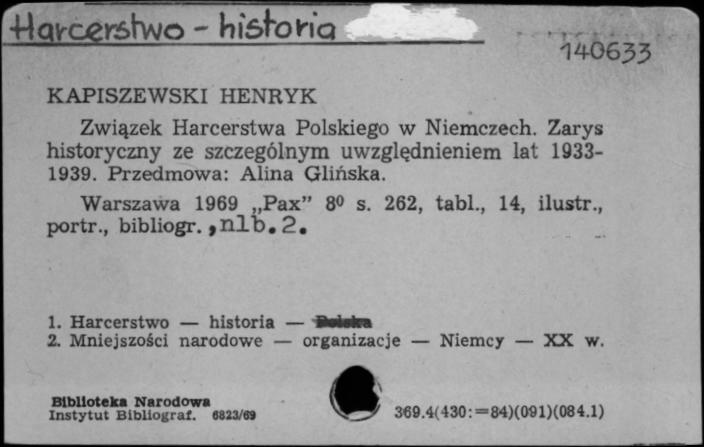 Harcerstwo - historia
140633
KAPISZEWSKI HENRYK
Związek Harcerstwa Polskiego w Niemczech. Zarys
historyczny ze szczególnym uwzględnieniem lat 1933-
1939. Przedmowa: Alina Glińska.
Warszawa 1969 „Pax” 8⁰ s. 262, tabl., 14, ilustr.,
portr., bibliogr.,nlb.2.
1. Harcerstwo — historia — Polska
2. Mniejszości narodowe — organizacje — Niemcy — XX w.
Biblioteka Narodowa
Instytut Bibliograf. 6823/69
369.4(430:=84)(091)(084.1)